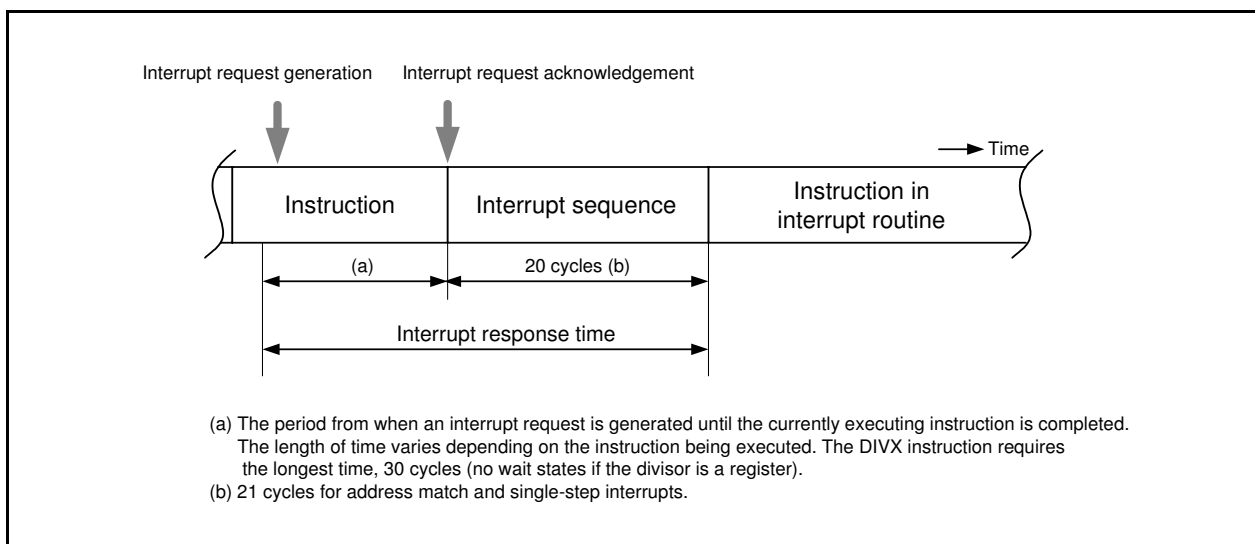 Interrupt request generation
Interrupt request acknowledgement
Time
Instruction
Interrupt sequence
Instruction in
interrupt routine
(a)
20 cycles (b)
Interrupt response time
(a) The period from when an interrupt request is generated until the currently executing instruction is completed.
The length of time varies depending on the instruction being executed. The DIVX instruction requires
the longest time, 30 cycles (no wait states if the divisor is a register).
(b) 21 cycles for address match and single-step interrupts.